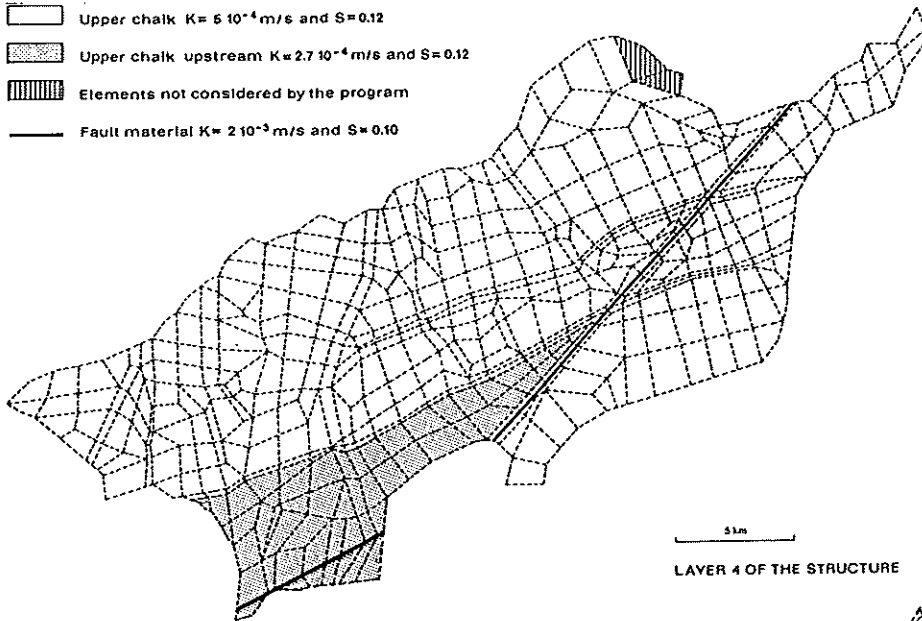 Upper chalk K= 5 10⁻⁴ m/s and S=0.12
Upper chalk upstream K=2.7 10⁻⁴ m/s and S=0.12
Elements not considered by the program
Fault material K= 2 10⁻³ m/s and S=0.10
5 km
LAYER 4 OF THE STRUCTURE